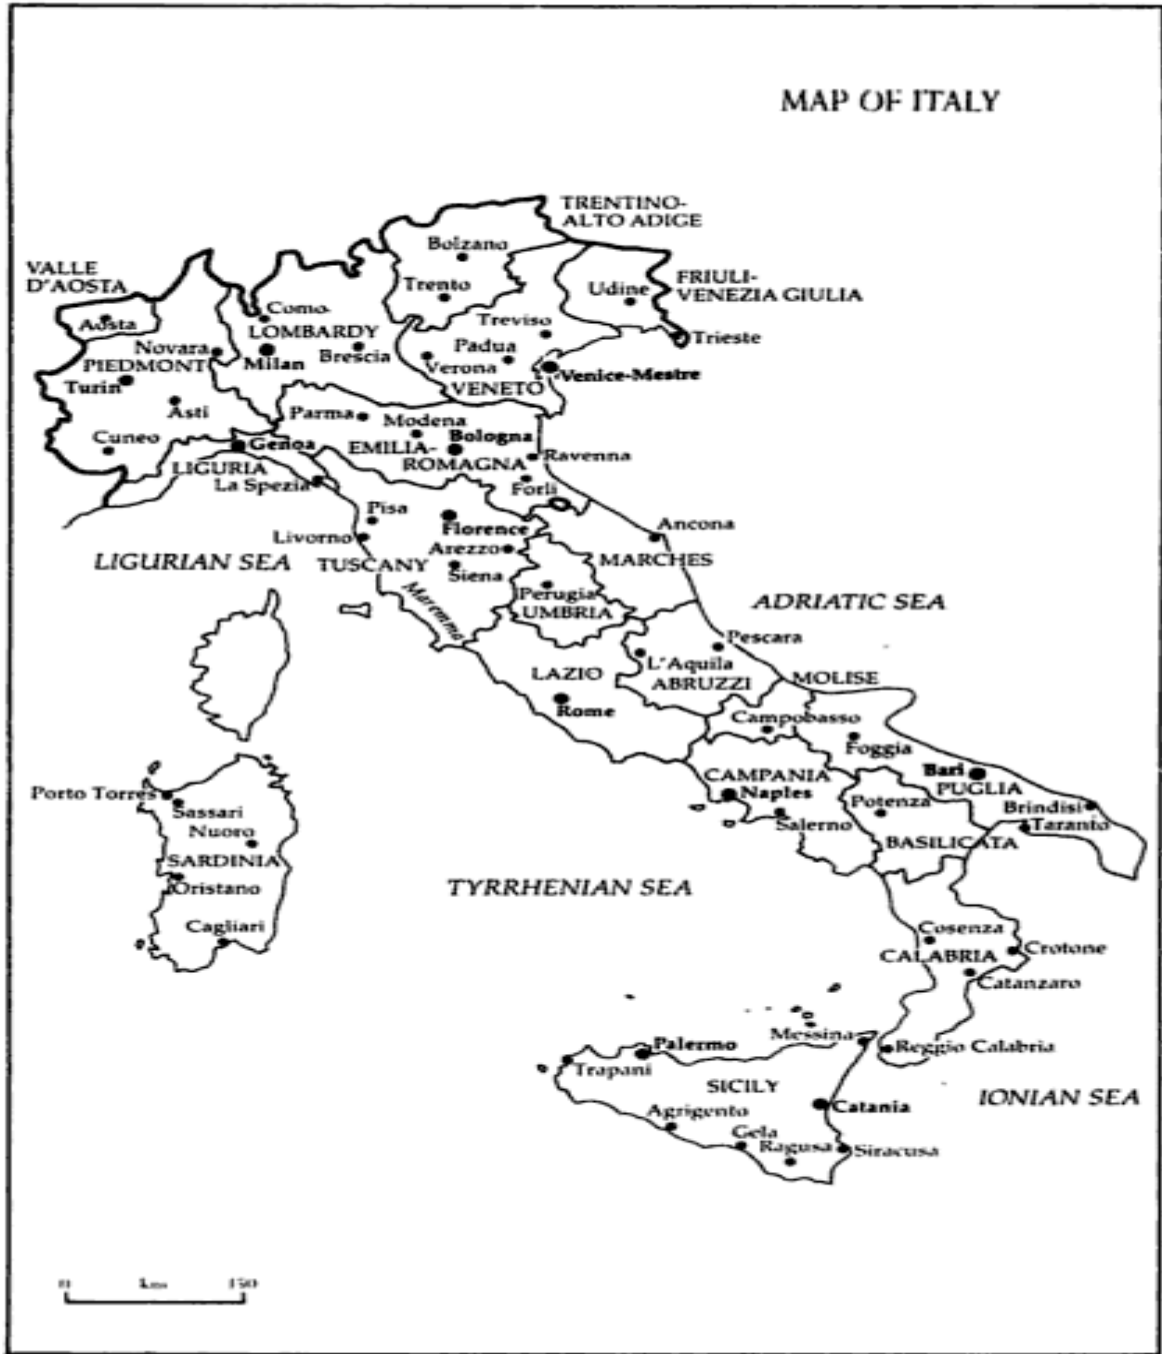 MAP OF ITALY
TRENTINO-
ALTO ADIGE
Bolzano
VALLE
D'AOSTA
Trento
Udine
FRIULI-
VENEZIA GIULIA
Aosta
Como
Treviso
Trieste
LOMBARDY
Novara
Milan
Brescia
Padua
Verona
PIEDMONT
Turin
VENETO
Venice-Mestre
Asti
Parma
Modena
Cuneo
Genoa
EMILIA-
ROMAGNA
Bologna
Ravenna
LIGURIA
La Spezia
Forlì
Pisa
Florence
Ancona
Livorno
Arezzo
LIGURIAN SEA
TUSCANY
Siena
MARCHES
Maremma
Perugia
UMBRIA
ADRIATIC SEA
Pescara
L'Aquila
LAZIO
ABRUZZI
MOLISE
Rome
Campobasso
Foggia
CAMPANIA
Bari
PUGLIA
Porto Torres
Naples
Potenza
Brindisi
Sassari
Salerno
Taranto
Nuoro
BASILICATA
SARDINIA
Oristano
TYRRHENIAN SEA
Cagliari
Cosenza
CALABRIA
Crotone
Catanzaro
Messina
Palermo
Reggio Calabria
Trapani
SICILY
IONIAN SEA
Catania
Agrigento
Gela
Ragusa
Siracusa
0 kms 150